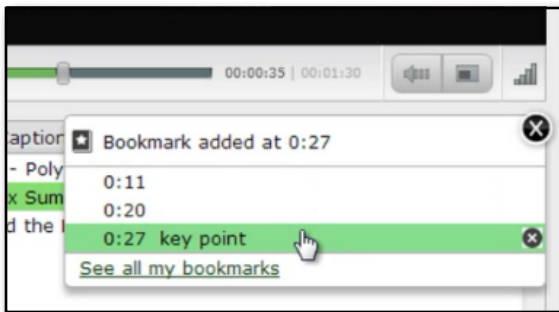 00:00:35 | 00:01:30
aption
Bookmark added at 0:27
- Poly
0:11
x Sum
0:20
d the
0:27 key point
See all my bookmarks